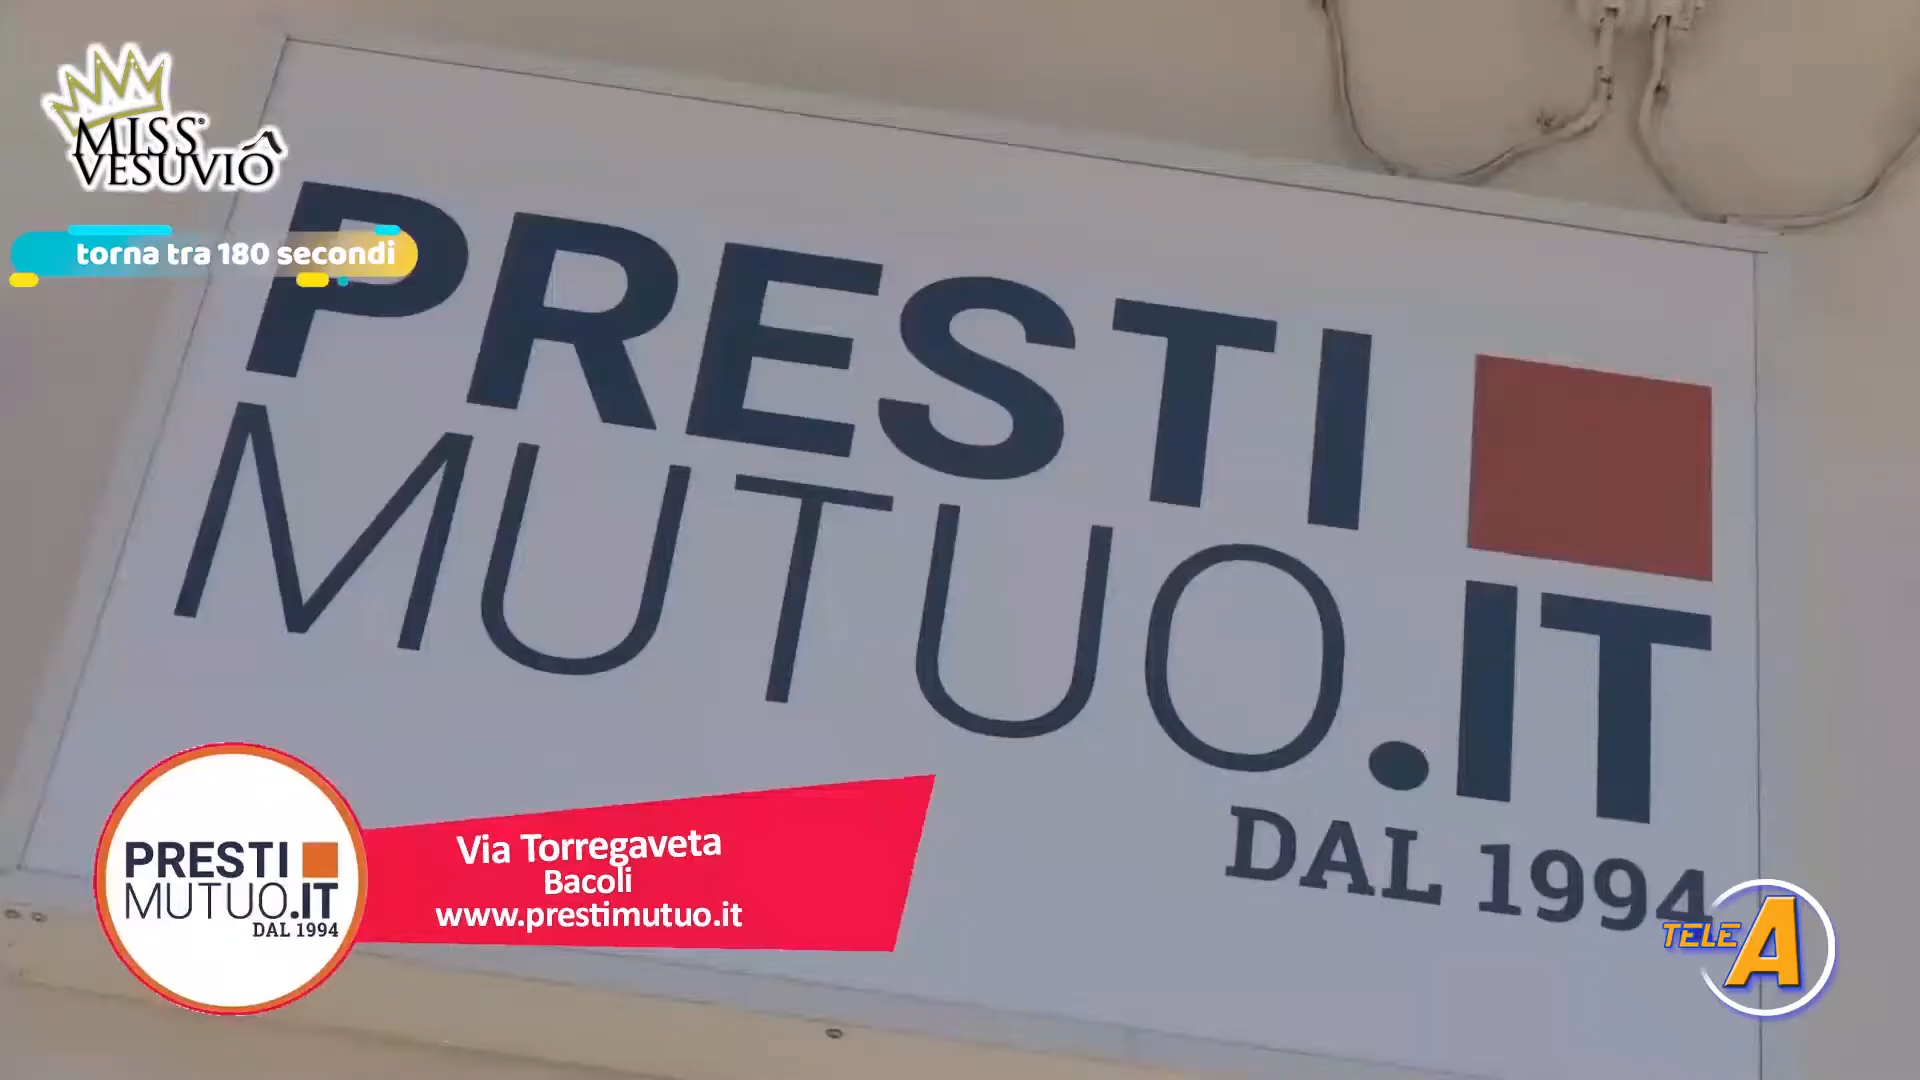 MISS®
VESUVIO
torna tra 180 secondi
PRESTI
MUTUO.IT
DAL 1994
PRESTI
MUTUO.IT
DAL 1994
Via Torregaveta
Bacoli
www.prestimutuo.it
TELE A